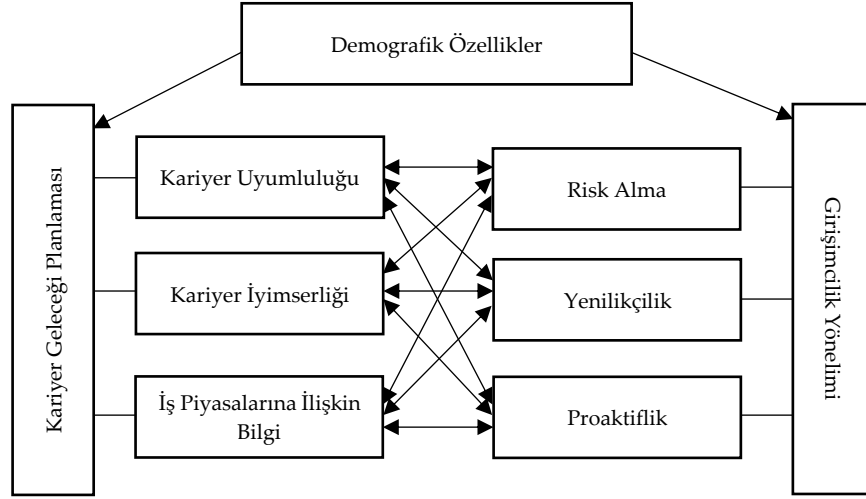 Demografik Özellikler
Kariyer Geleceği Planlaması
Kariyer Uyumluluğu
Kariyer İyimserliği
İş Piyasalarına İlişkin
Bilgi
Risk Alma
Yenilikçilik
Proaktiflik
Girişimcilik Yönelimi